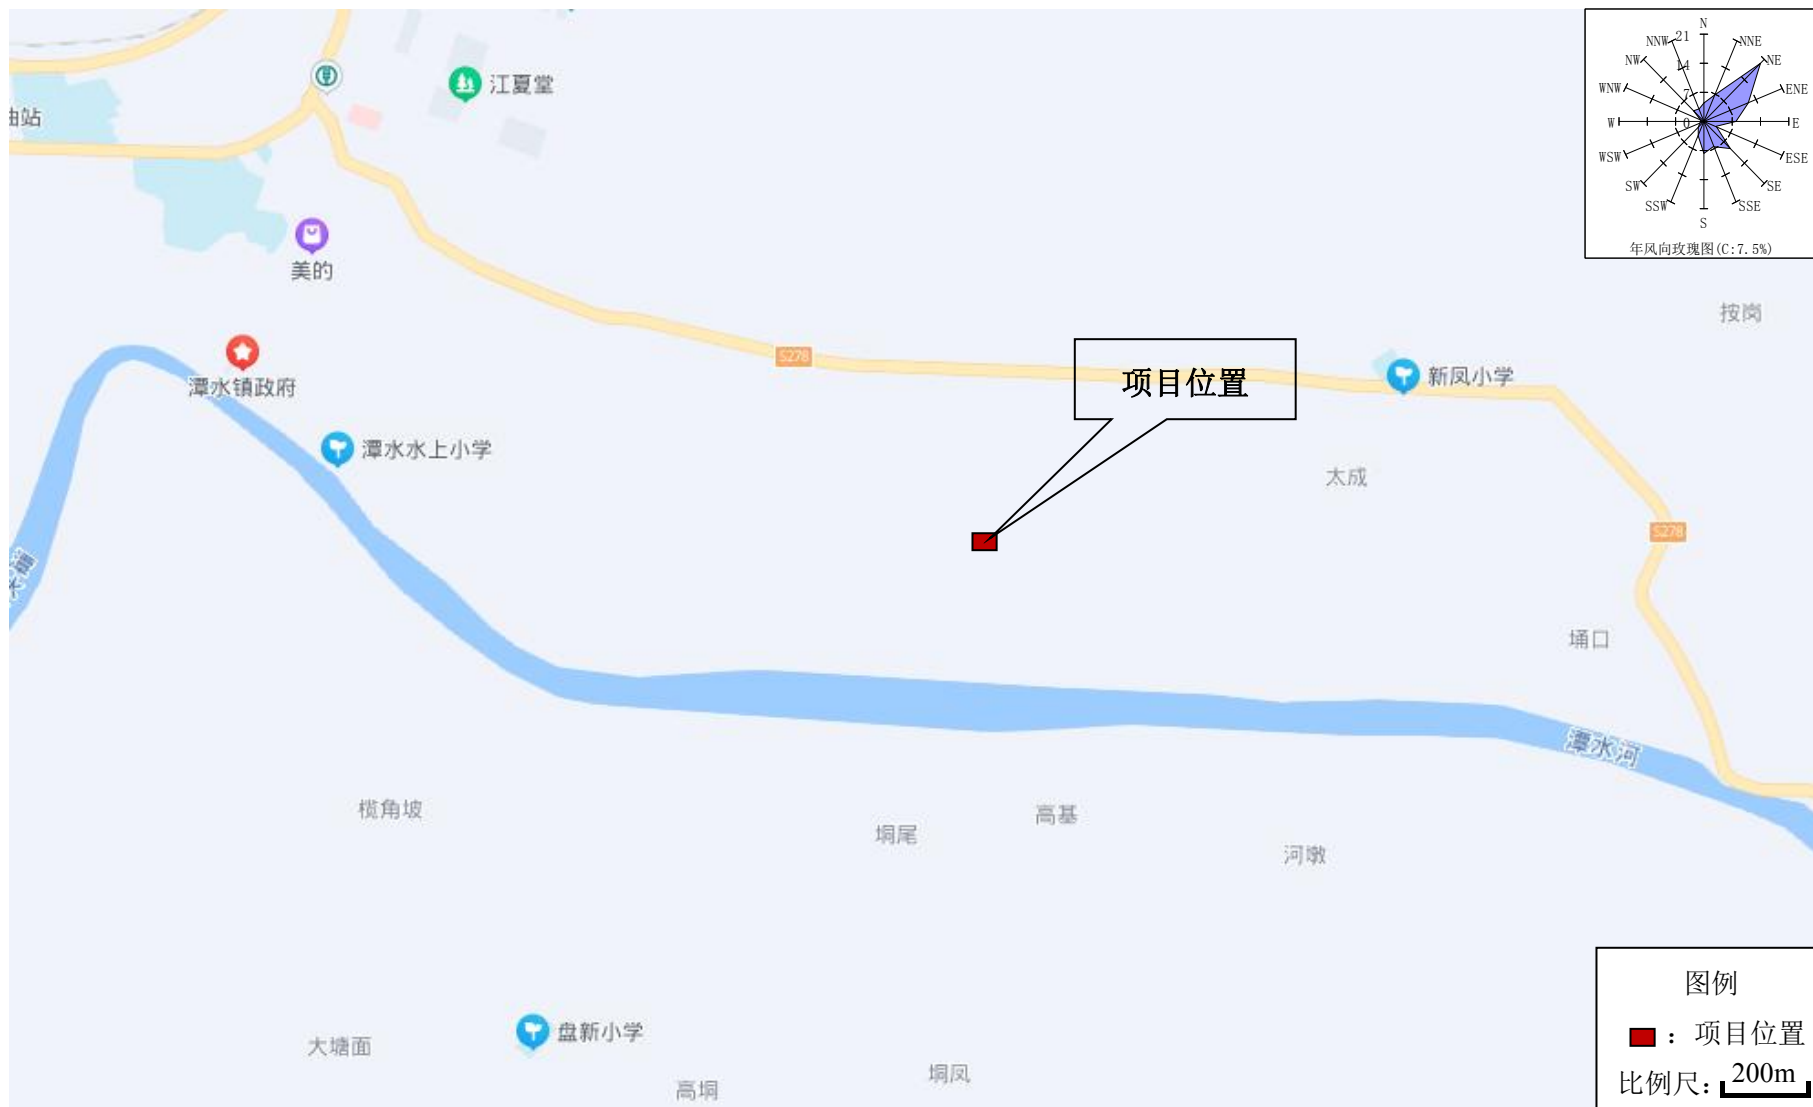 N
NNW
21
NNE
NW
14
NE
WNW
7
ENE
W
0
E
WSW
ESE
SW
SE
SSW
SSE
S
年风向玫瑰图(C:7.5%)
江夏堂
油站
美的
按岗
S278
项目位置
新凤小学
潭水镇政府
潭水水上小学
太成
S278
潭水
埇口
潭水河
榄角坡
垌尾
高基
河墩
图例
：项目位置
比例尺：200m
大塘面
盘新小学
高垌
垌凤